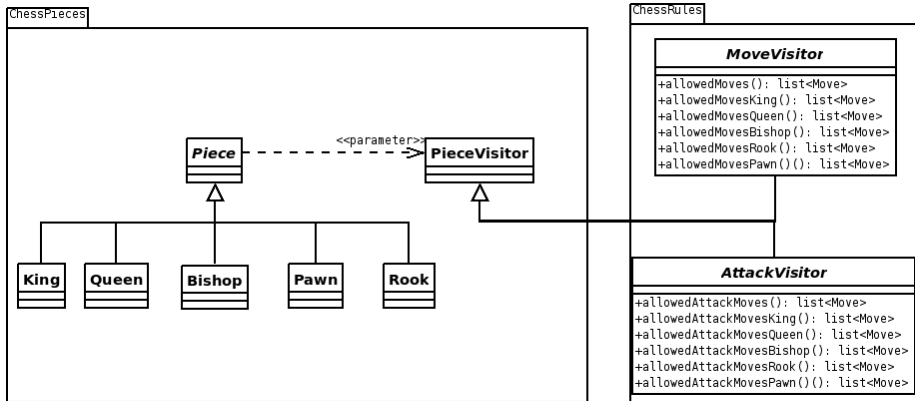 ChessPieces
ChessRules
MoveVisitor
+allowedMoves(): list<Move>
+allowedMovesKing(): list<Move>
+allowedMovesQueen(): list<Move>
+allowedMovesBishop(): list<Move>
+allowedMovesRook(): list<Move>
+allowedMovesPawn()(): list<Move>
<<parameter>>
Piece
PieceVisitor
King
Queen
Bishop
Pawn
Rook
AttackVisitor
+allowedAttackMoves(): list<Move>
+allowedAttackMovesKing(): list<Move>
+allowedAttackMovesQueen(): list<Move>
+allowedAttackMovesBishop(): list<Move>
+allowedAttackMovesRook(): list<Move>
+allowedAttackMovesPawn()(): list<Move>